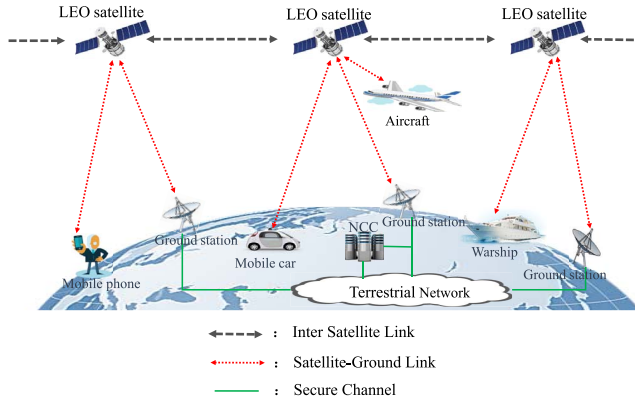 LEO satellite
LEO satellite
LEO satellite
Aircraft
Ground station
Mobile phone
Mobile car
NCC
Ground station
Warship
Ground station
Terrestrial Network
: Inter Satellite Link
: Satellite-Ground Link
: Secure Channel